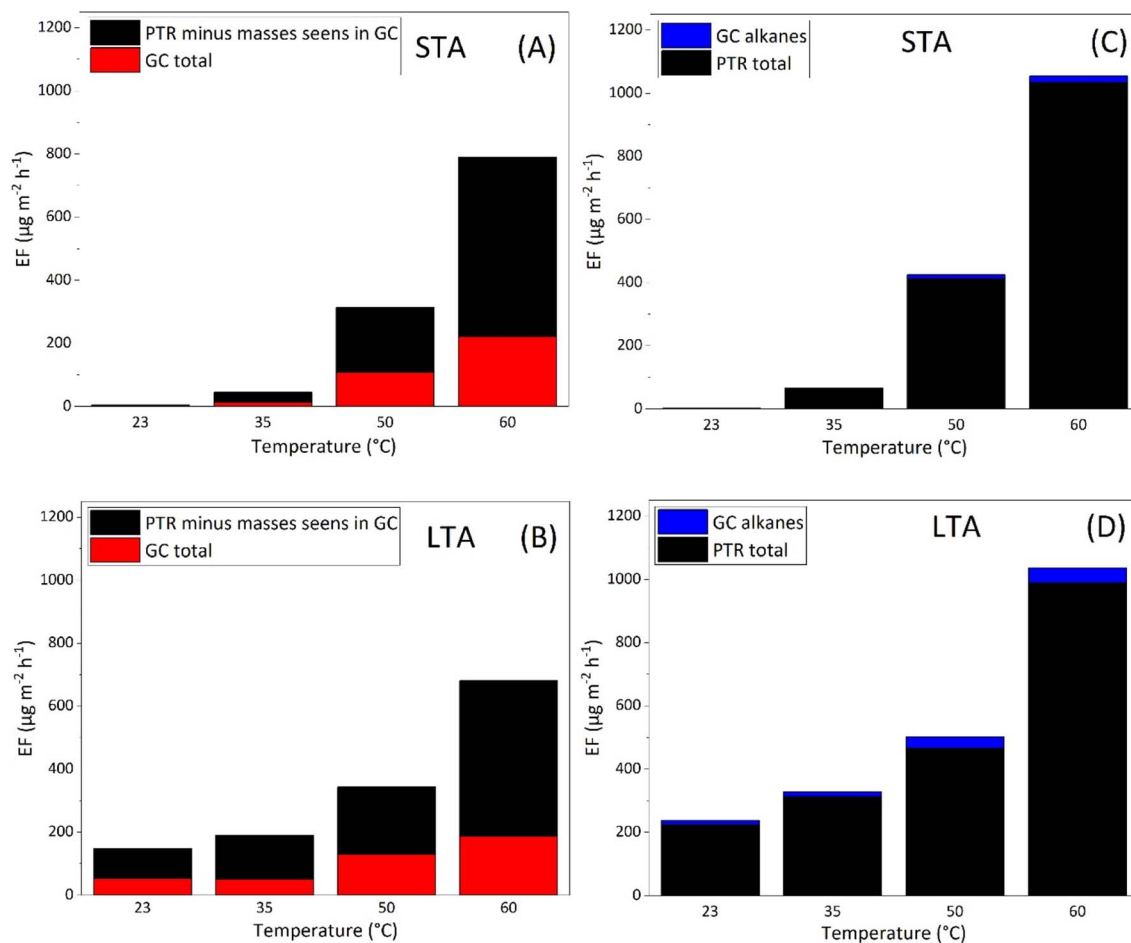 PTR minus masses seens in GC
GC total
STA
(A)
1200
1000
800
600
400
200
0
EF (µg m⁻² h⁻¹)
23 35 50 60
Temperature (°C)
GC alkanes
PTR total
STA
(C)
1200
1000
800
600
400
200
0
EF (µg m⁻² h⁻¹)
23 35 50 60
Temperature (°C)
PTR minus masses seens in GC
GC total
LTA
(B)
1200
1000
800
600
400
200
0
EF (µg m⁻² h⁻¹)
23 35 50 60
Temperature (°C)
GC alkanes
PTR total
LTA
(D)
1200
1000
800
600
400
200
0
EF (µg m⁻² h⁻¹)
23 35 50 60
Temperature (°C)